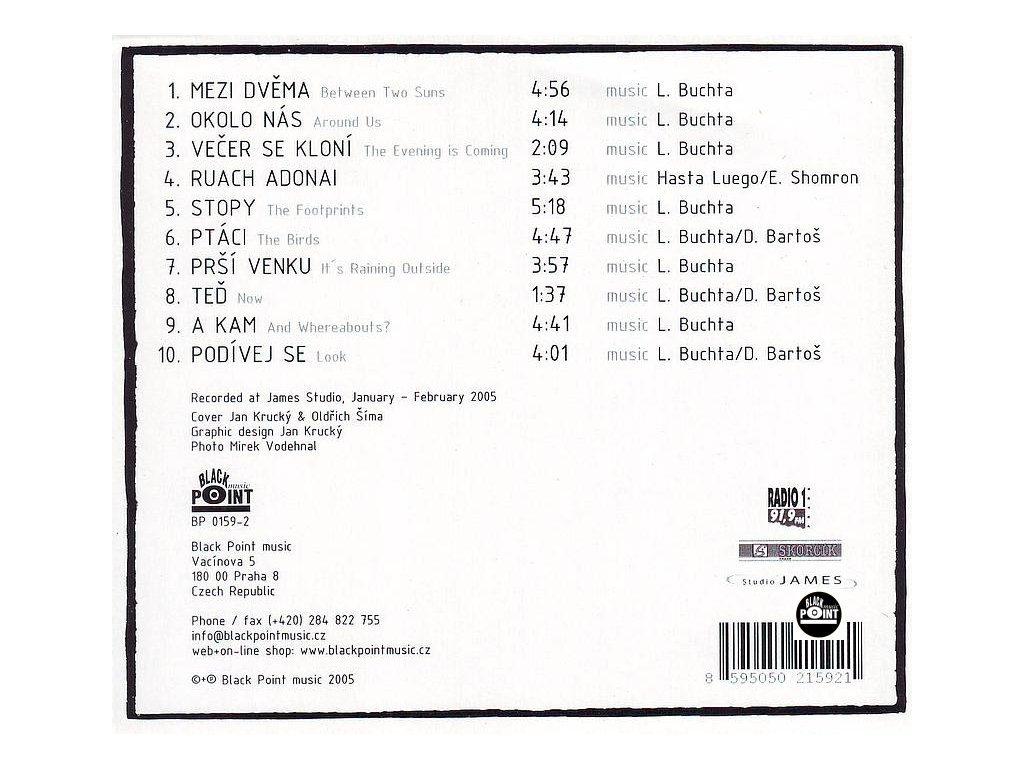 1. MEZI DVĚMA Between Two Suns 4:56 music L. Buchta
2. OKOLO NÁS Around Us 4:14 music L. Buchta
3. VEČER SE KLONÍ The Evening is Coming 2:09 music L. Buchta
4. RUACH ADONAI 3:43 music Hasta Luego/E. Shomron
5. STOPY The Footprints 5:18 music L. Buchta
6. PTÁCI The Birds 4:47 music L. Buchta/D. Bartoš
7. PRŠÍ VENKU It´s Raining Outside 3:57 music L. Buchta
8. TEĎ Now 1:37 music L. Buchta/D. Bartoš
9. A KAM And Whereabouts? 4:41 music L. Buchta
10. PODÍVEJ SE Look 4:01 music L. Buchta/D. Bartoš
Recorded at James Studio, January – February 2005
Cover Jan Krucký & Oldřich Šíma
Graphic design Jan Krucký
Photo Mirek Vodehnal
BLACK music
POINT
BP 0159-2
Black Point music
Vacínova 5
180 00 Praha 8
Czech Republic
Phone / fax (+420) 284 822 755
info@blackpointmusic.cz
web+on-line shop: www.blackpointmusic.cz
©+℗ Black Point music 2005
RADIO 1
91,9 FM
SKORCIK
Studio JAMES
BLACK music
POINT
8 595050 215921